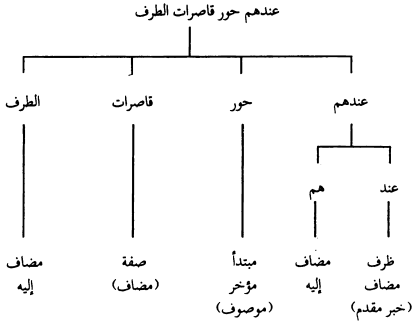 عندهم حور قاصرات الطرف
عندهم حور قاصرات الطرف
عند هم
ظرف مضاف مبتدأ صفة مضاف
مضاف إليه مؤخر (مضاف) إليه
(خبر مقدم) (موصوف)